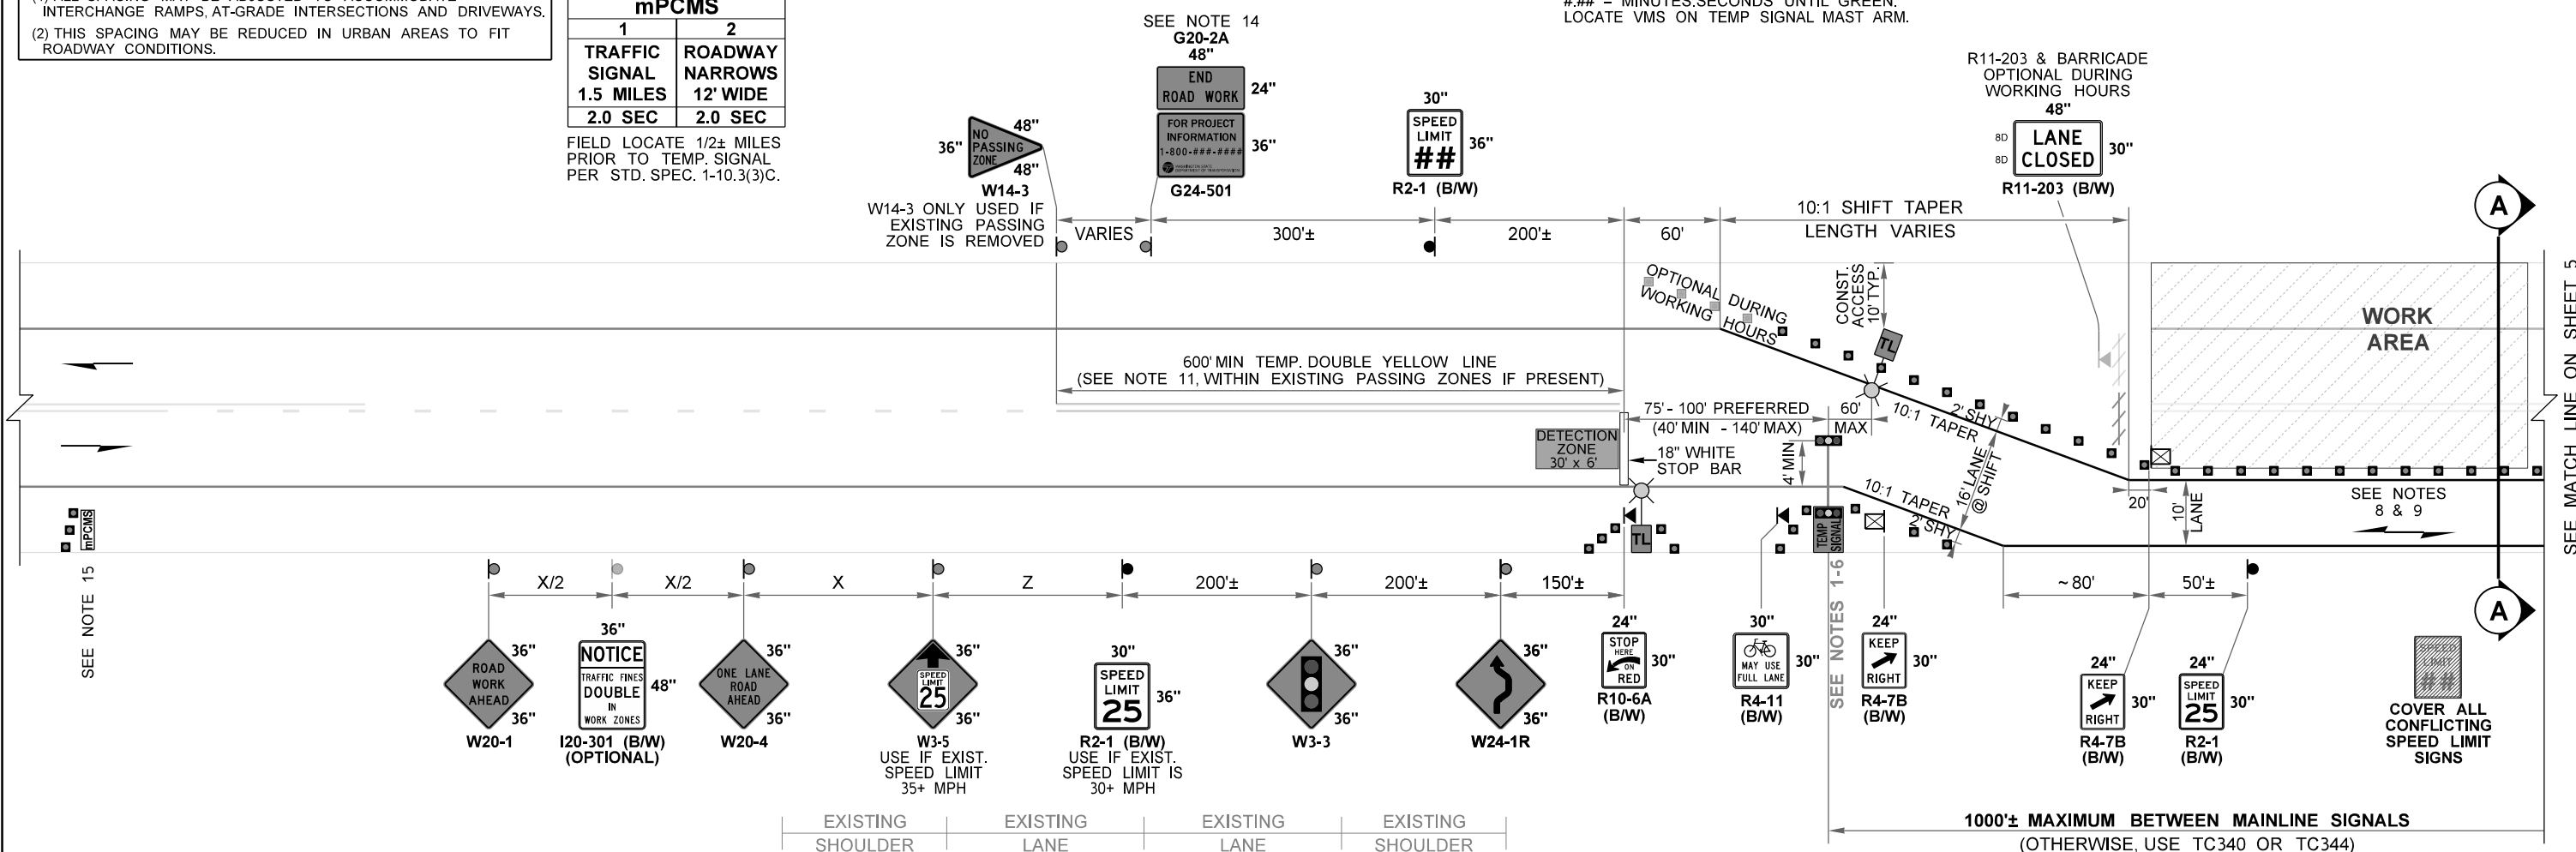 INTERCHANGE RAMPS, AT-GRADE INTERSECTIONS AND DRIVEWAYS.
(2) THIS SPACING MAY BE REDUCED IN URBAN AREAS TO FIT
ROADWAY CONDITIONS.
mPCMS
1 2
TRAFFIC ROADWAY
SIGNAL NARROWS
1.5 MILES 12' WIDE
2.0 SEC 2.0 SEC
FIELD LOCATE 1/2± MILES
PRIOR TO TEMP. SIGNAL
PER STD. SPEC. 1-10.3(3)C.
#.## = MINUTES.SECONDS UNTIL GREEN.
LOCATE VMS ON TEMP SIGNAL MAST ARM.
NO
PASSING
ZONE
36"
48"
48"
W14-3
W14-3 ONLY USED IF
EXISTING PASSING
ZONE IS REMOVED
SEE NOTE 14
G20-2A
48"
END
ROAD WORK
24"
FOR PROJECT
INFORMATION
1-800-###-####
36"
G24-501
30"
SPEED
LIMIT
##
36"
R2-1 (B/W)
R11-203 & BARRICADE
OPTIONAL DURING
WORKING HOURS
48"
8D
8D
LANE
CLOSED
30"
R11-203 (B/W)
A
VARIES
300'±
200'±
60'
10:1 SHIFT TAPER
LENGTH VARIES
OPTIONAL DURING
WORKING HOURS
CONST.
ACCESS
10' TYP.
TL
WORK
AREA
SEE MATCH LINE ON SHEET 5
600' MIN TEMP. DOUBLE YELLOW LINE
(SEE NOTE 11, WITHIN EXISTING PASSING ZONES IF PRESENT)
75' - 100' PREFERRED
(40' MIN - 140' MAX)
60'
MAX
2' SHY
10:1 TAPER
DETECTION
ZONE
30' x 6'
18" WHITE
STOP BAR
4' MIN
16' LANE
@ SHIFT
10:1 TAPER
2' SHY
20'
10'
LANE
SEE NOTES
8 & 9
mPCMS
SEE NOTE 15
TL
TEMP
SIGNAL
SEE NOTES 1-6
X/2
X/2
X
Z
200'±
200'±
150'±
~80'
50'±
A
ROAD
WORK
AHEAD
36"
36"
W20-1
36"
NOTICE
TRAFFIC FINES
DOUBLE
IN
WORK ZONES
48"
I20-301 (B/W)
(OPTIONAL)
ONE LANE
ROAD
AHEAD
36"
36"
W20-4
SPEED
LIMIT
25
36"
36"
W3-5
USE IF EXIST.
SPEED LIMIT
35+ MPH
30"
SPEED
LIMIT
25
36"
R2-1 (B/W)
USE IF EXIST.
SPEED LIMIT IS
30+ MPH
36"
36"
W3-3
36"
36"
W24-1R
24"
STOP
HERE
ON
RED
30"
R10-6A
(B/W)
30"
MAY USE
FULL LANE
30"
R4-11
(B/W)
24"
KEEP
RIGHT
30"
R4-7B
(B/W)
24"
KEEP
RIGHT
30"
R4-7B
(B/W)
24"
SPEED
LIMIT
25
30"
R2-1
(B/W)
SPEED
LIMIT
##
COVER ALL
CONFLICTING
SPEED LIMIT
SIGNS
EXISTING EXISTING EXISTING EXISTING
SHOULDER LANE LANE SHOULDER
1000'± MAXIMUM BETWEEN MAINLINE SIGNALS
(OTHERWISE, USE TC340 OR TC344)